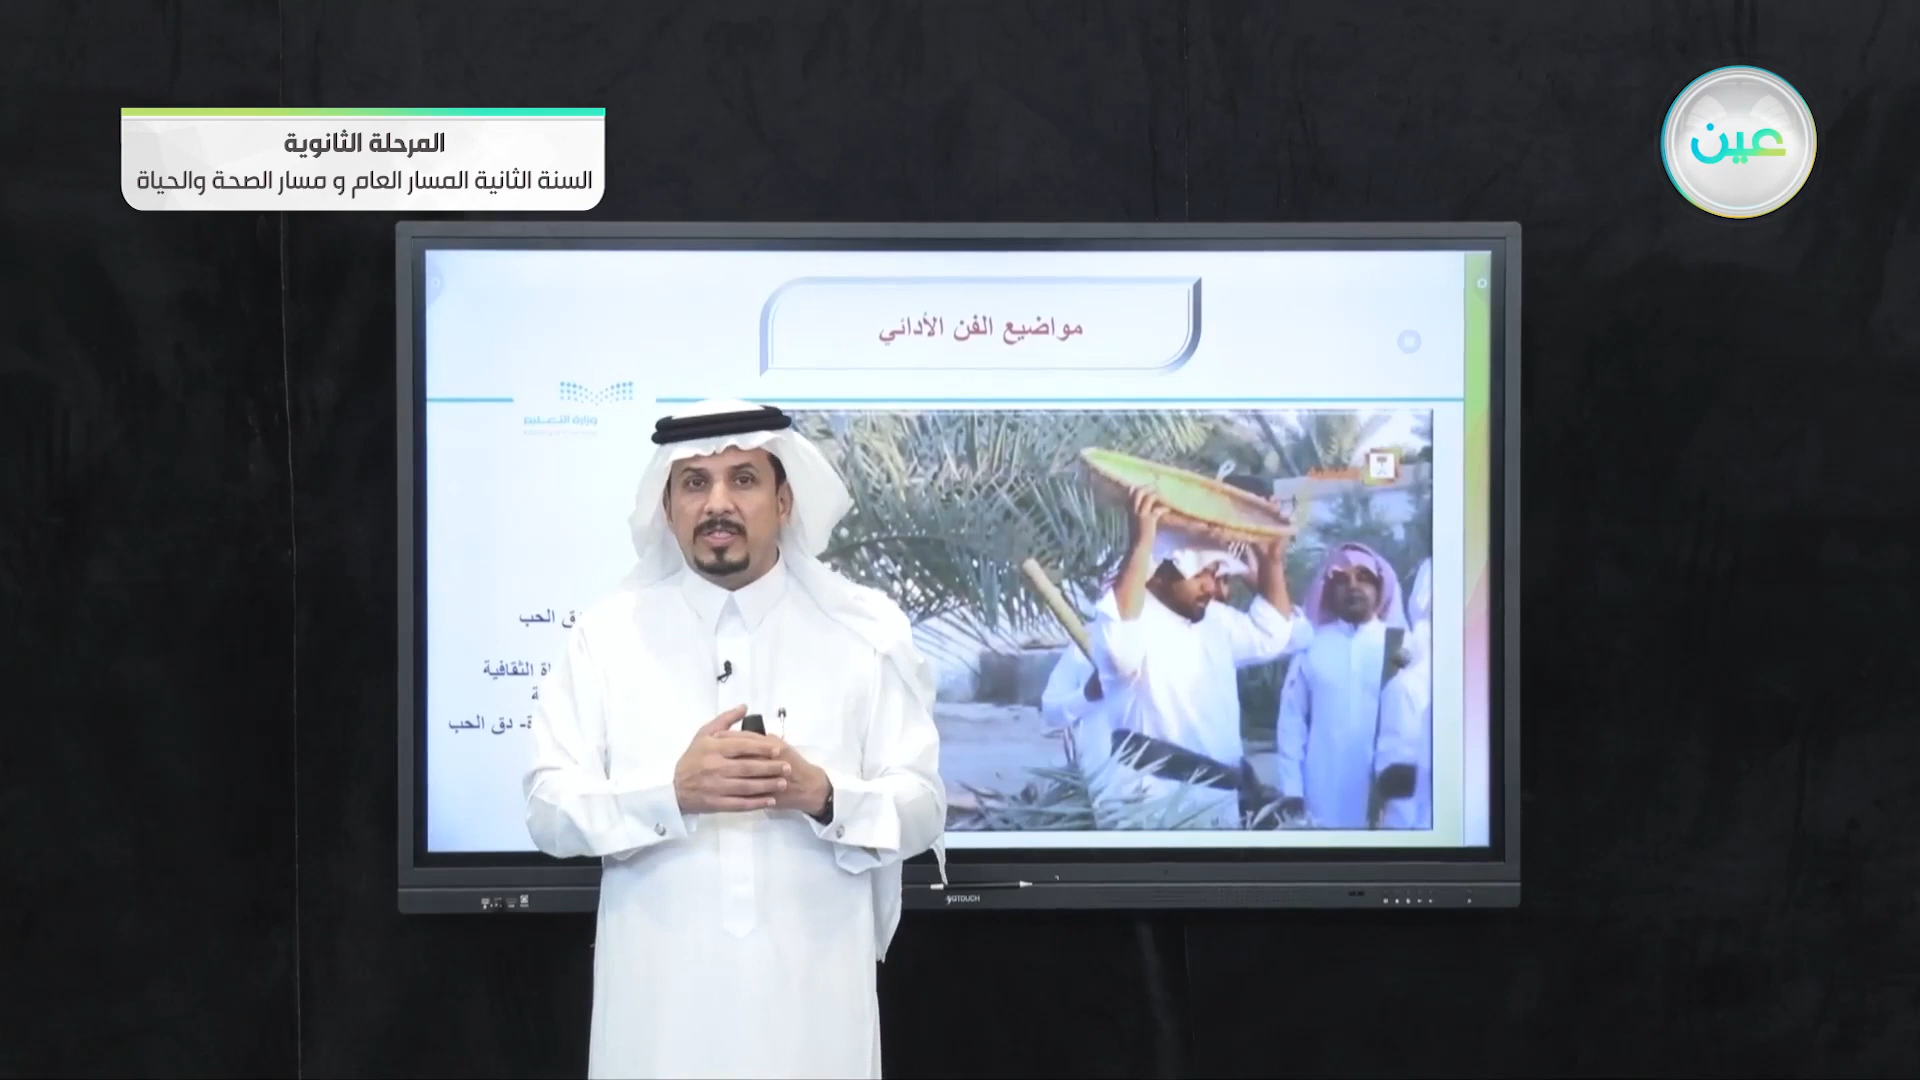 المرحلة الثانوية
السنة الثانية المسار العام و مسار الصحة والحياة
عين
مواضيع الفن الأدائي
وزارة التعليم
الحب
الثقافية
دق الحب